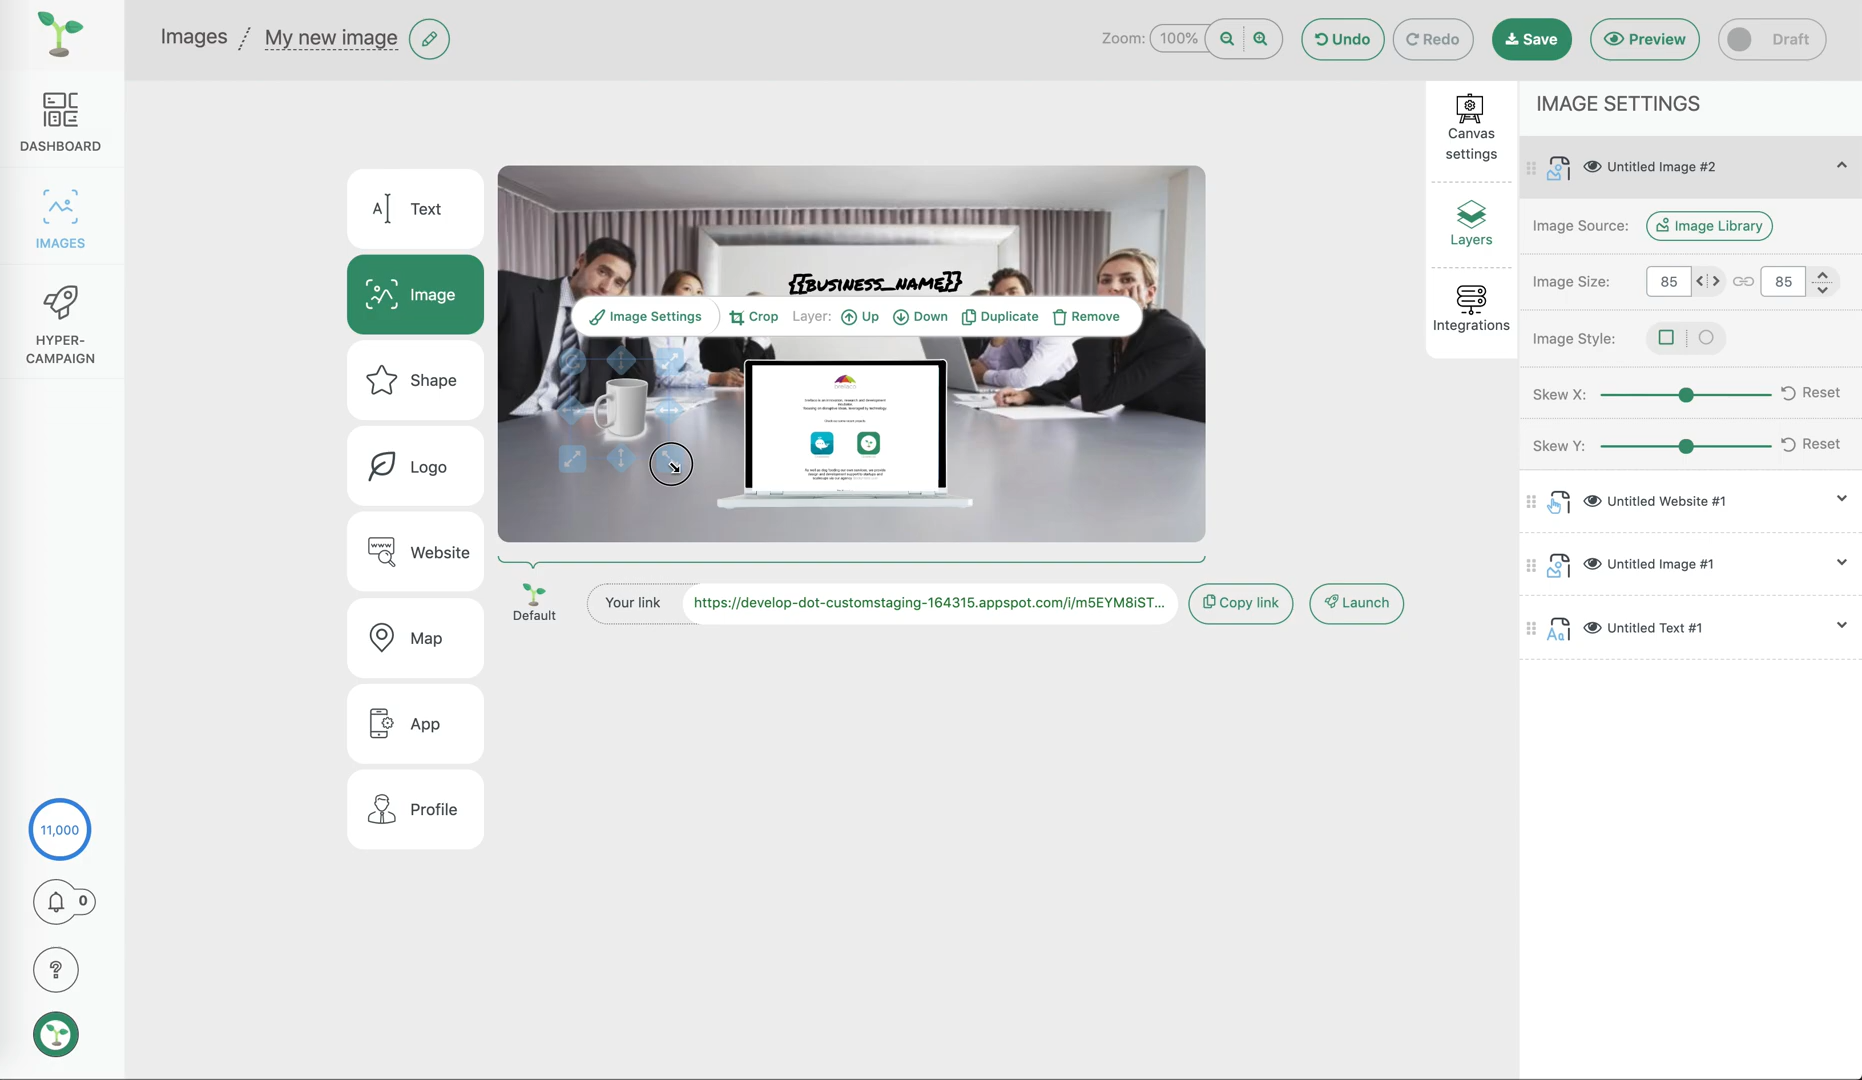 Images / My new image
Zoom: 100%
Undo
Redo
Save
Preview
Draft
DASHBOARD
IMAGES
HYPER-
CAMPAIGN
11,000
0
?
Text
Image
Shape
Logo
Website
Map
App
Profile
{{BUSINESS_NAME}}
Image Settings
Crop
Layer:
Up
Down
Duplicate
Remove
Default
Your link
https://develop-dot-customstaging-164315.appspot.com/i/m5EYM8iST...
Copy link
Launch
Canvas
settings
Layers
Integrations
IMAGE SETTINGS
Untitled Image #2
Image Source:
Image Library
Image Size:
85
85
Image Style:
Skew X:
Reset
Skew Y:
Reset
Untitled Website #1
Untitled Image #1
Untitled Text #1